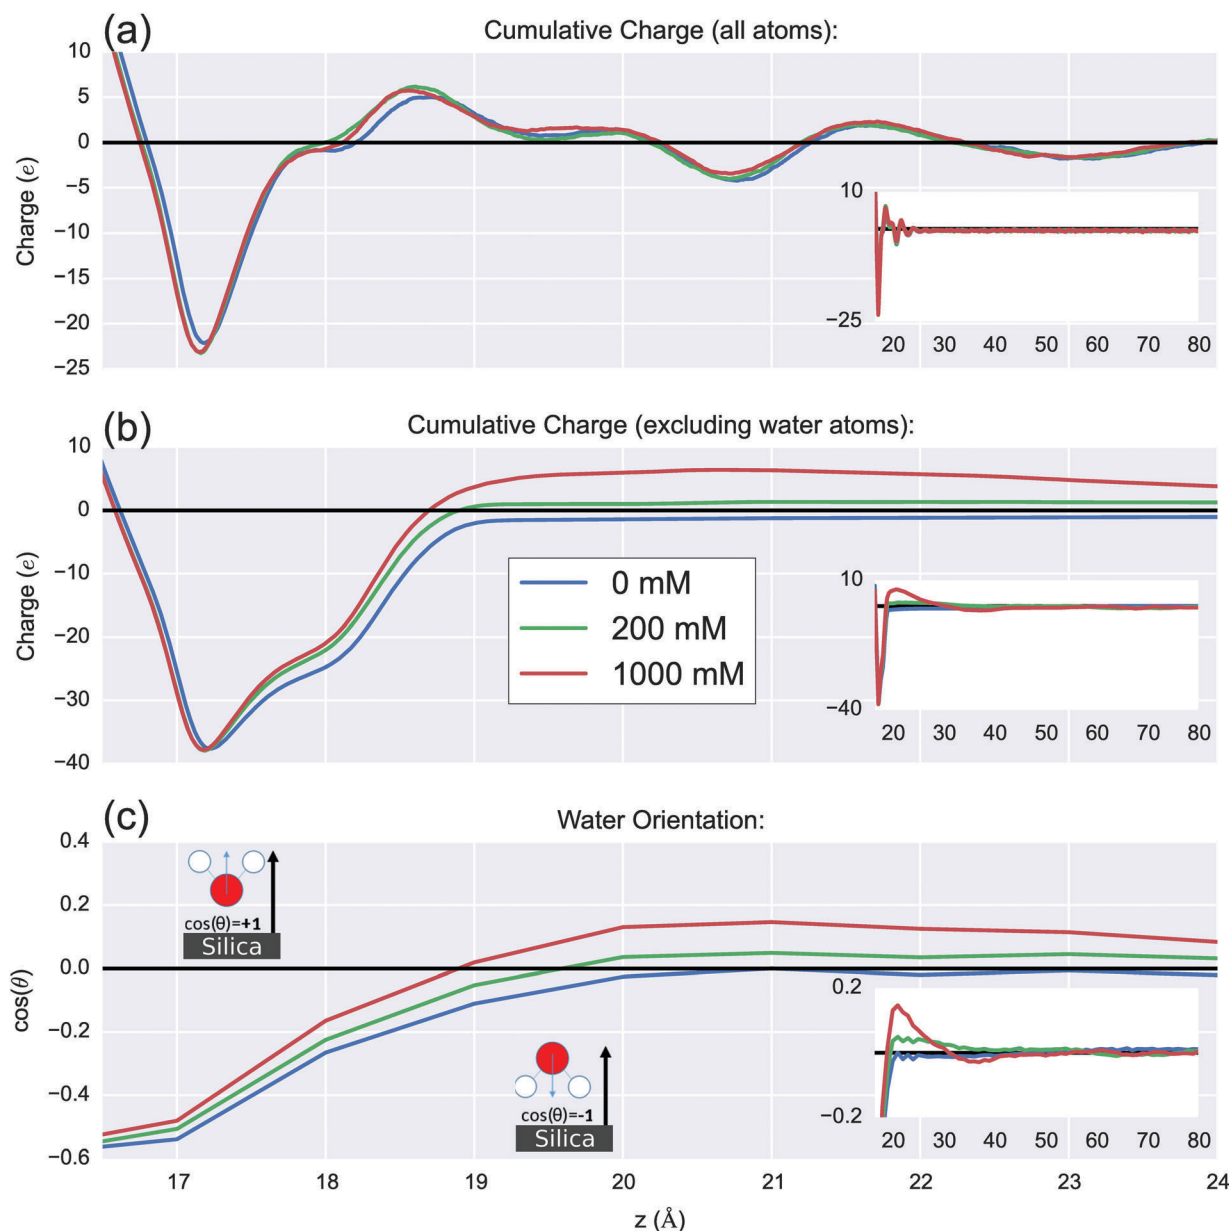 (a)
Cumulative Charge (all atoms):
10
5
0
−5
−10
−15
−20
−25
Charge (e)
10
−25
20 30 40 50 60 70 80
(b)
Cumulative Charge (excluding water atoms):
10
0
−10
−20
−30
−40
Charge (e)
0 mM
200 mM
1000 mM
10
−40
20 30 40 50 60 70 80
(c)
Water Orientation:
0.4
0.2
0.0
−0.2
−0.4
−0.6
cos(θ)
cos(θ)=+1
Silica
cos(θ)=-1
Silica
0.2
−0.2
20 30 40 50 60 70 80
17 18 19 20 21 22 23 24
z (Å)